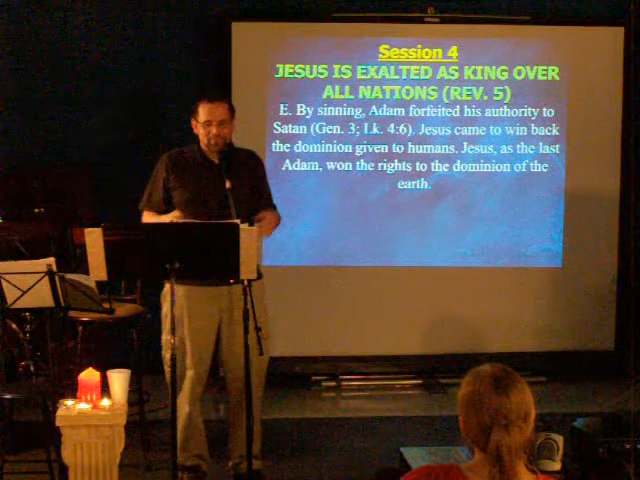 Session 4
JESUS IS EXALTED AS KING OVER
ALL NATIONS (REV. 5)
E. By sinning, Adam forfeited his authority to
Satan (Gen. 3; Lk. 4:6). Jesus came to win back
the dominion given to humans. Jesus, as the last
Adam, won the rights to the dominion of the
earth.